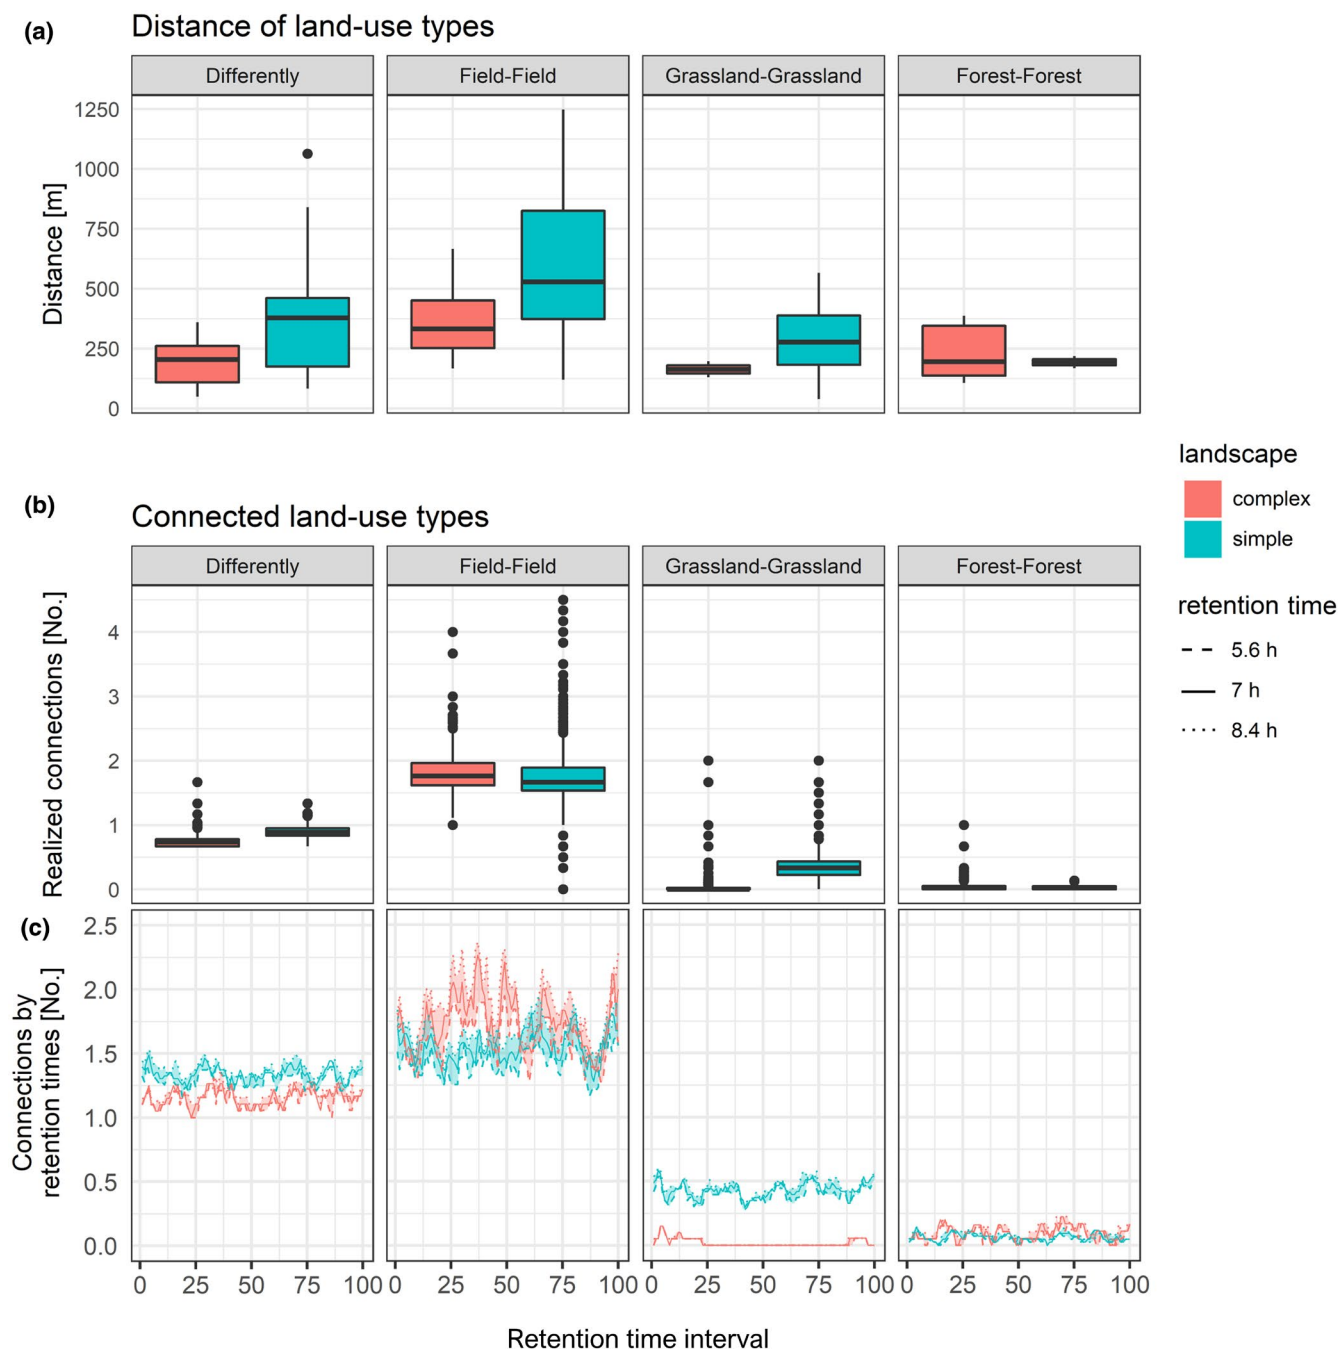 (a)
Distance of land-use types
Differently
Field-Field
Grassland-Grassland
Forest-Forest
1250
1000
750
500
250
0
Distance [m]
landscape
complex
simple
retention time
5.6 h
7 h
8.4 h
(b)
Connected land-use types
Differently
Field-Field
Grassland-Grassland
Forest-Forest
4
3
2
1
0
Realized connections [No.]
(c)
2.5
2.0
1.5
1.0
0.5
0.0
Connections by
retention times [No.]
0 25 50 75 100
0 25 50 75 100
0 25 50 75 100
0 25 50 75 100
Retention time interval